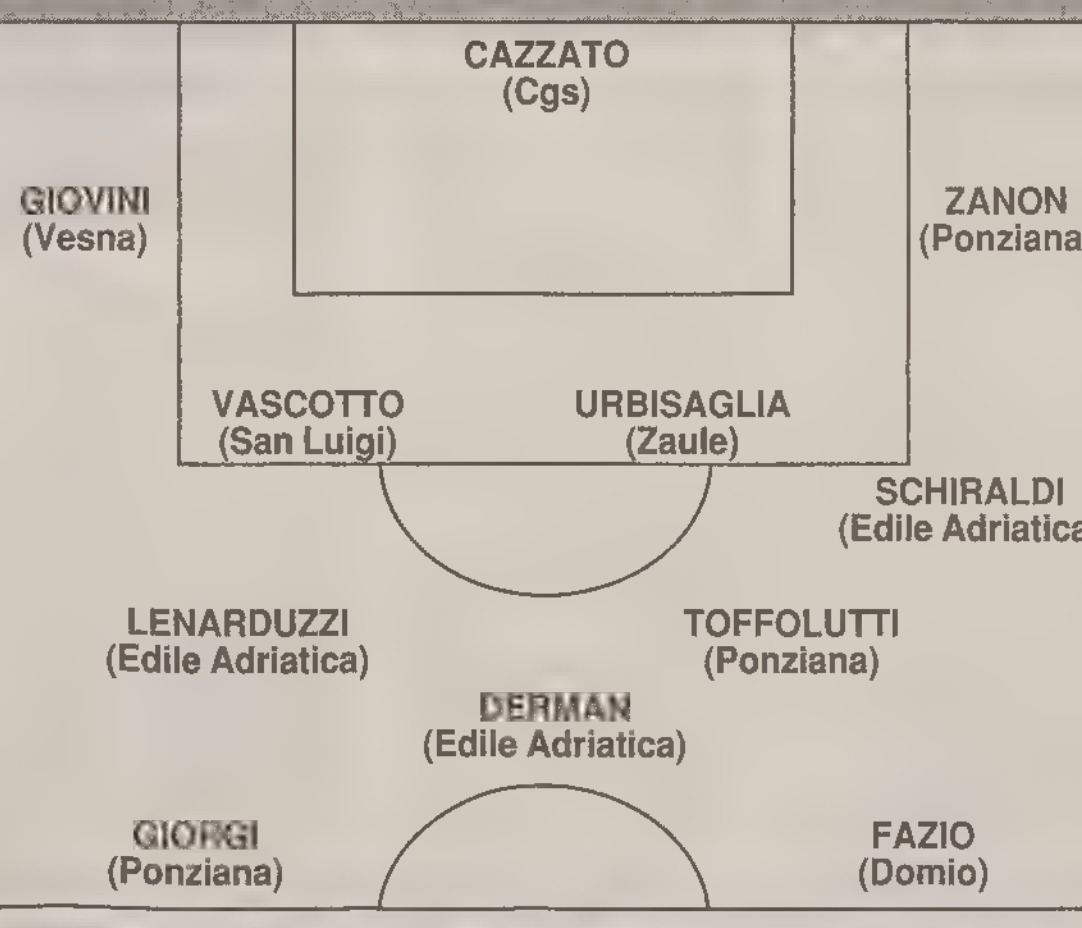 CAZZATO
(Cgs)
GIOVINI
(Vesna)
ZANON
(Ponziana
VASCOTTO
(San Luigi)
URBISAGLIA
(Zaule)
SCHIRALDI
(Edile Adriatica
LENARDUZZI
(Edile Adriatica)
TOFFOLUTTI
(Ponziana)
DERMAN
(Edile Adriatica)
GIORGI
(Ponziana)
FAZIO
(Domio)